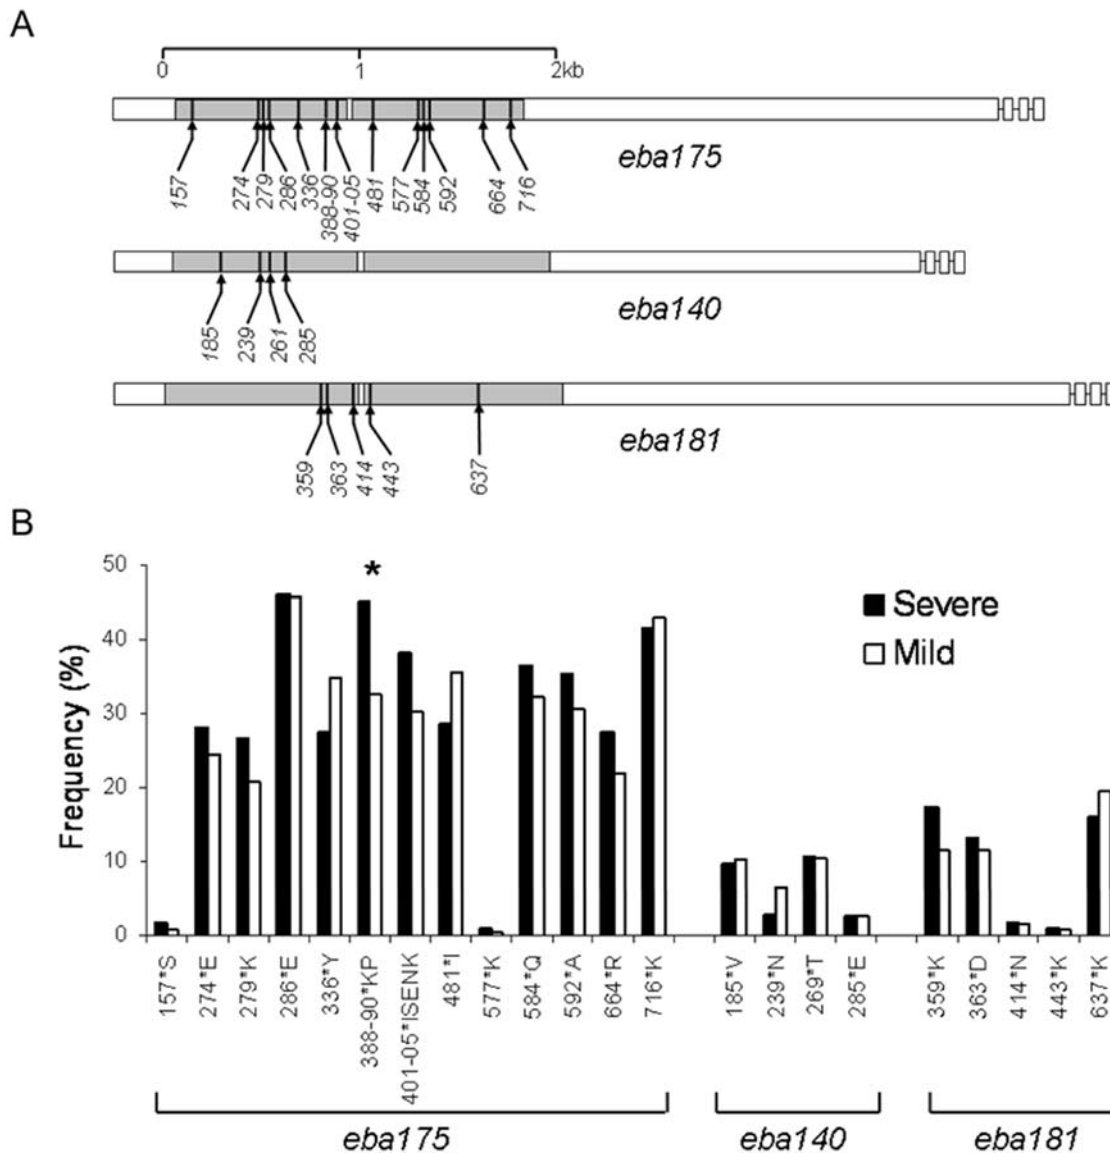 A
0 1 2kb
eba175
157 274 279 286 336 388-90 401-05 481 577 584 592 664 716
eba140
185 239 261 285
eba181
359 363 414 443 637
B
50
*
Severe
40
Mild
30
20
10
0
Frequency (%)
157*S 274*E 279*K 286*E 336*Y 388-90*KP 401-05*ISENK 481*I 577*K 584*Q 592*A 664*R 716*K 185*V 239*N 269*T 285*E 359*K 363*D 414*N 443*K 637*K
eba175 eba140 eba181